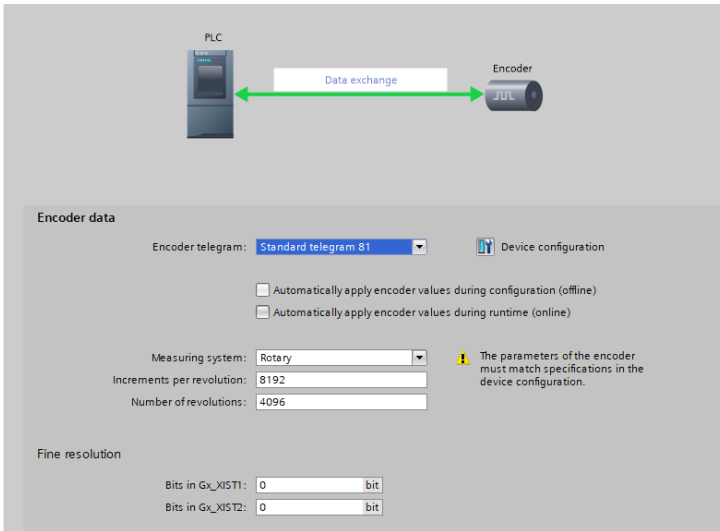 PLC
Encoder
Data exchange
Encoder data
Encoder telegram: Standard telegram 81 Device configuration
Automatically apply encoder values during configuration (offline)
Automatically apply encoder values during runtime (online)
Measuring system: Rotary
The parameters of the encoder
must match specifications in the
device configuration.
Increments per revolution: 8192
Number of revolutions: 4096
Fine resolution
Bits in Gx_XIST1: 0 bit
Bits in Gx_XIST2: 0 bit